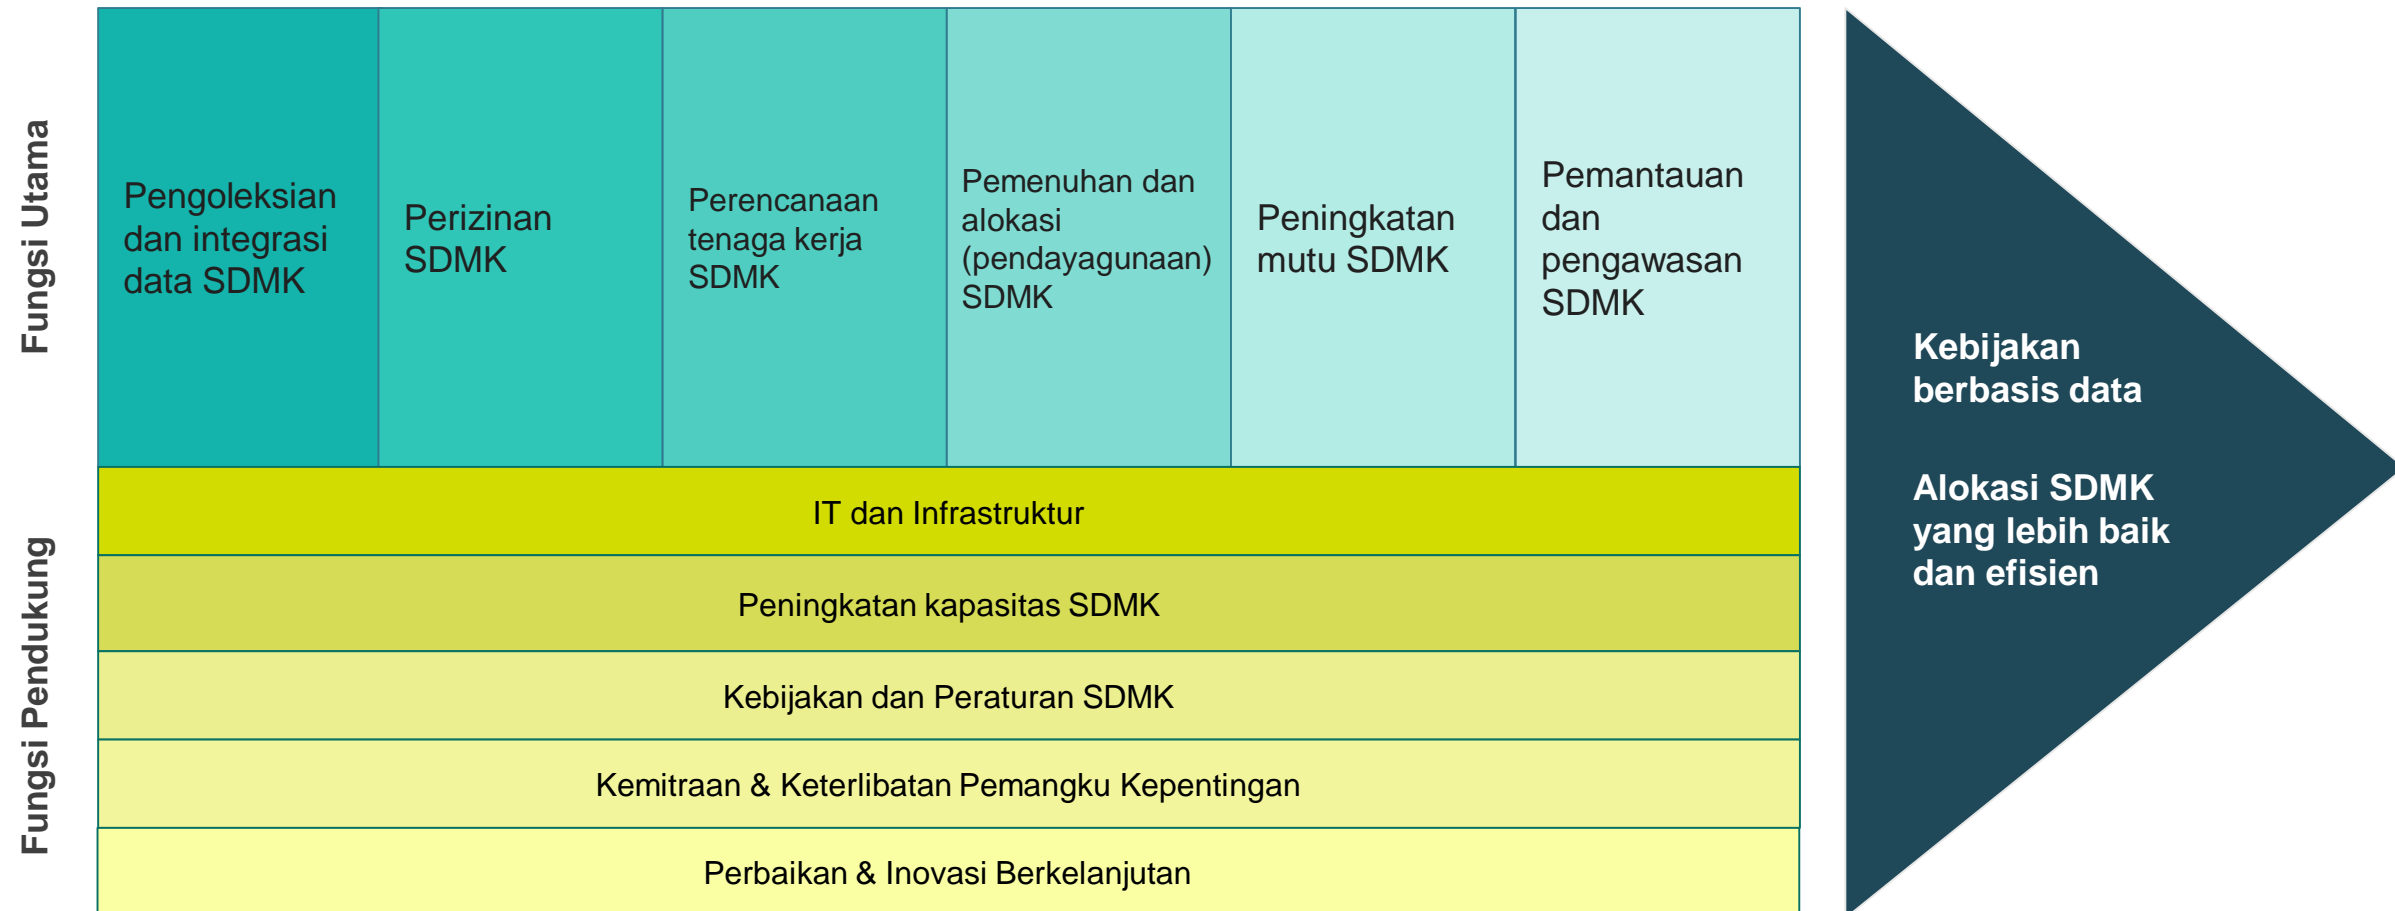 Fungsi Utama
Pengoleksian
dan integrasi
data SDMK
Perizinan
SDMK
Perencanaan
tenaga kerja
SDMK
Pemenuhan dan
alokasi
(pendayagunaan)
SDMK
Peningkatan
mutu SDMK
Pemantauan
dan
pengawasan
SDMK
Fungsi Pendukung
IT dan Infrastruktur
Peningkatan kapasitas SDMK
Kebijakan dan Peraturan SDMK
Kemitraan & Keterlibatan Pemangku Kepentingan
Perbaikan & Inovasi Berkelanjutan
Kebijakan
berbasis data
Alokasi SDMK
yang lebih baik
dan efisien